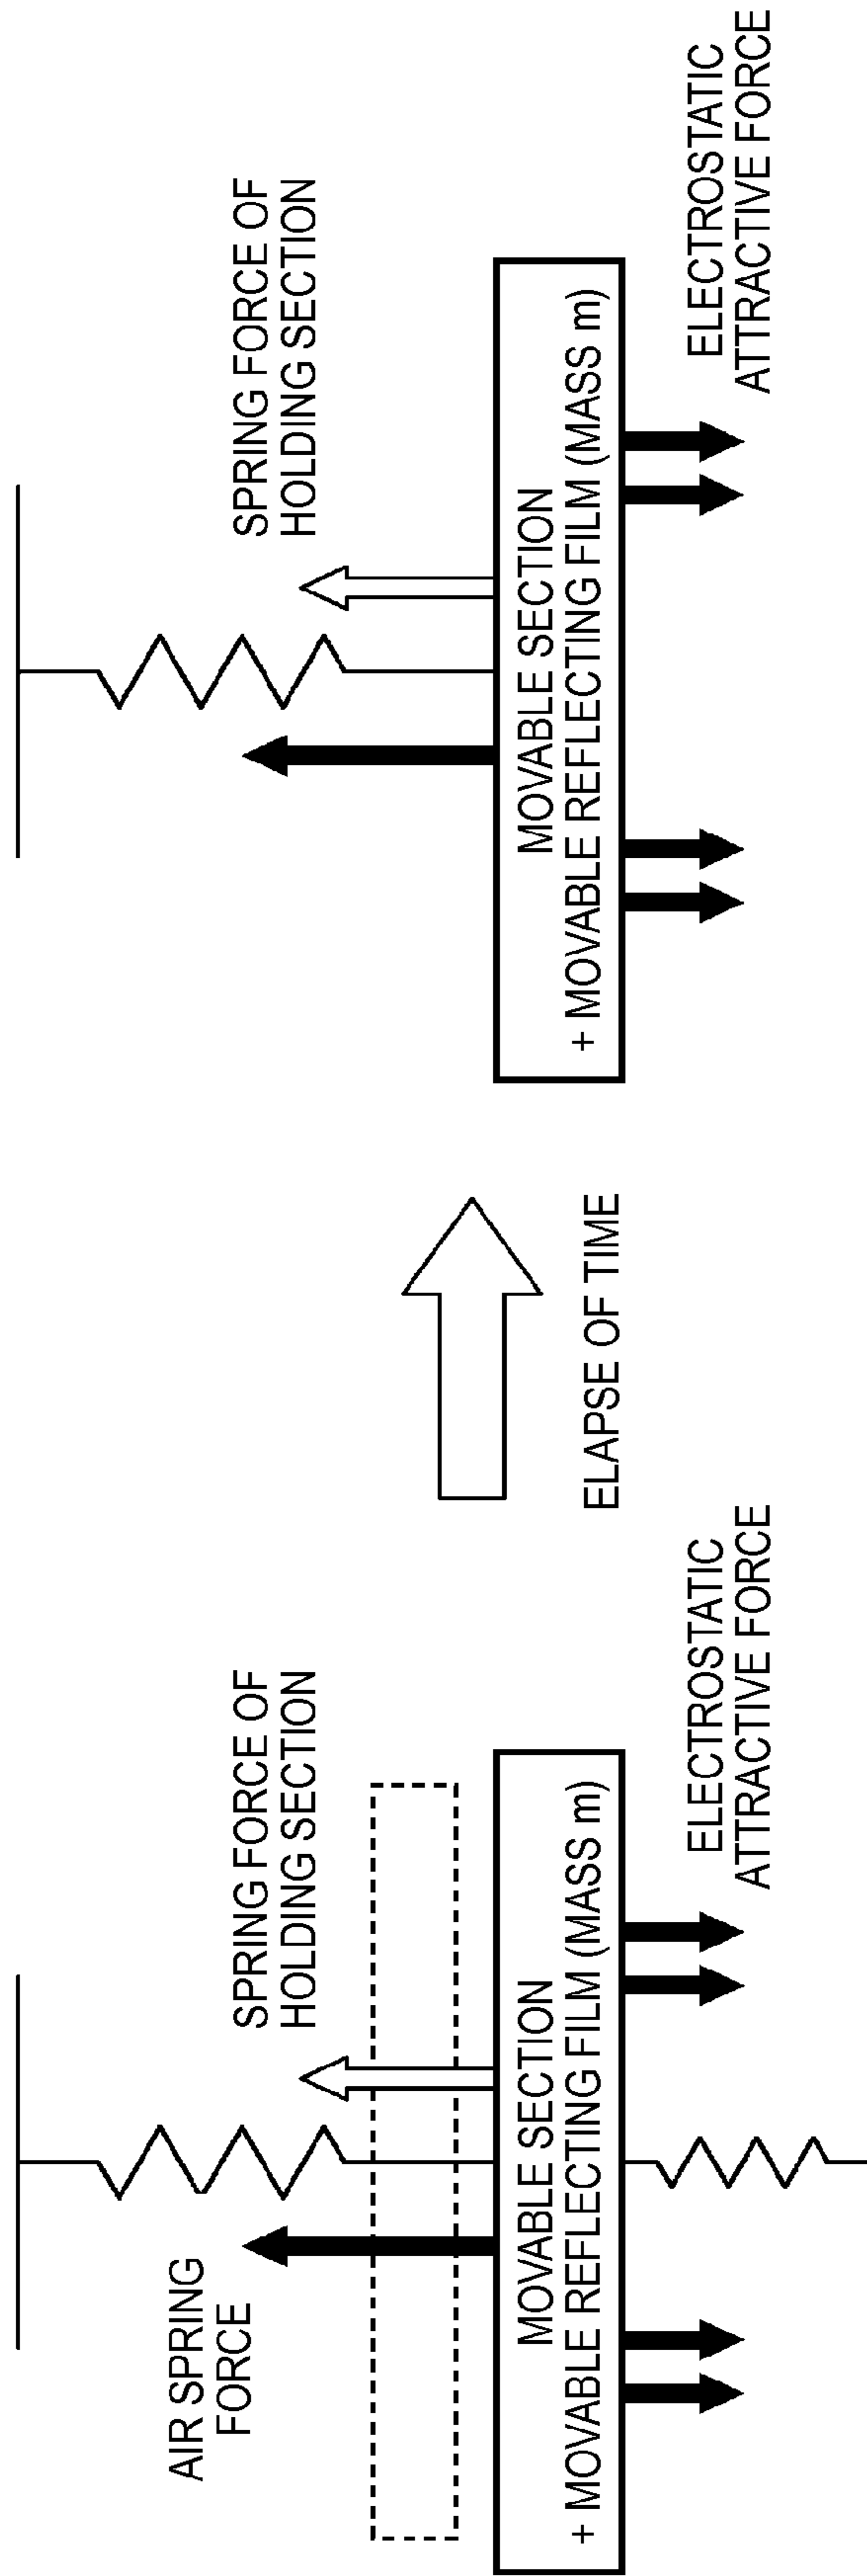 AIR SPRING
FORCE
SPRING FORCE OF
HOLDING SECTION
MOVABLE SECTION
+ MOVABLE REFLECTING FILM (MASS m)
ELECTROSTATIC
ATTRACTIVE FORCE
ELAPSE OF TIME
SPRING FORCE OF
HOLDING SECTION
MOVABLE SECTION
+ MOVABLE REFLECTING FILM (MASS m)
ELECTROSTATIC
ATTRACTIVE FORCE